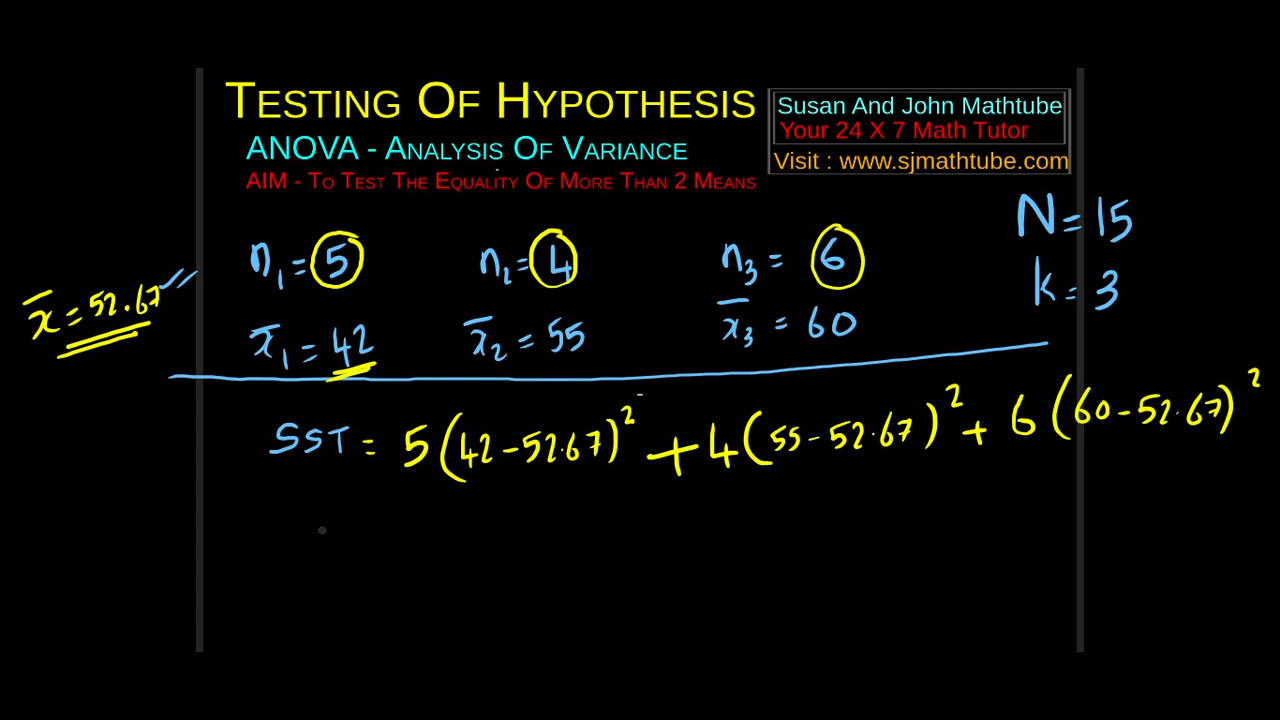 TESTING OF HYPOTHESIS
ANOVA - ANALYSIS OF VARIANCE
AIM - TO TEST THE EQUALITY OF MORE THAN 2 MEANS
Susan And John Mathtube
Your 24 X 7 Math Tutor
Visit : www.sjmathtube.com
N = 15
k = 3
n₁ = 5 n₂ = 4 n₃ = 6
x̄ = 52.67
x̄₁ = 42 x̄₂ = 55 x̄₃ = 60
SST = 5(42-52.67)² + 4(55-52.67)² + 6(60-52.67)²